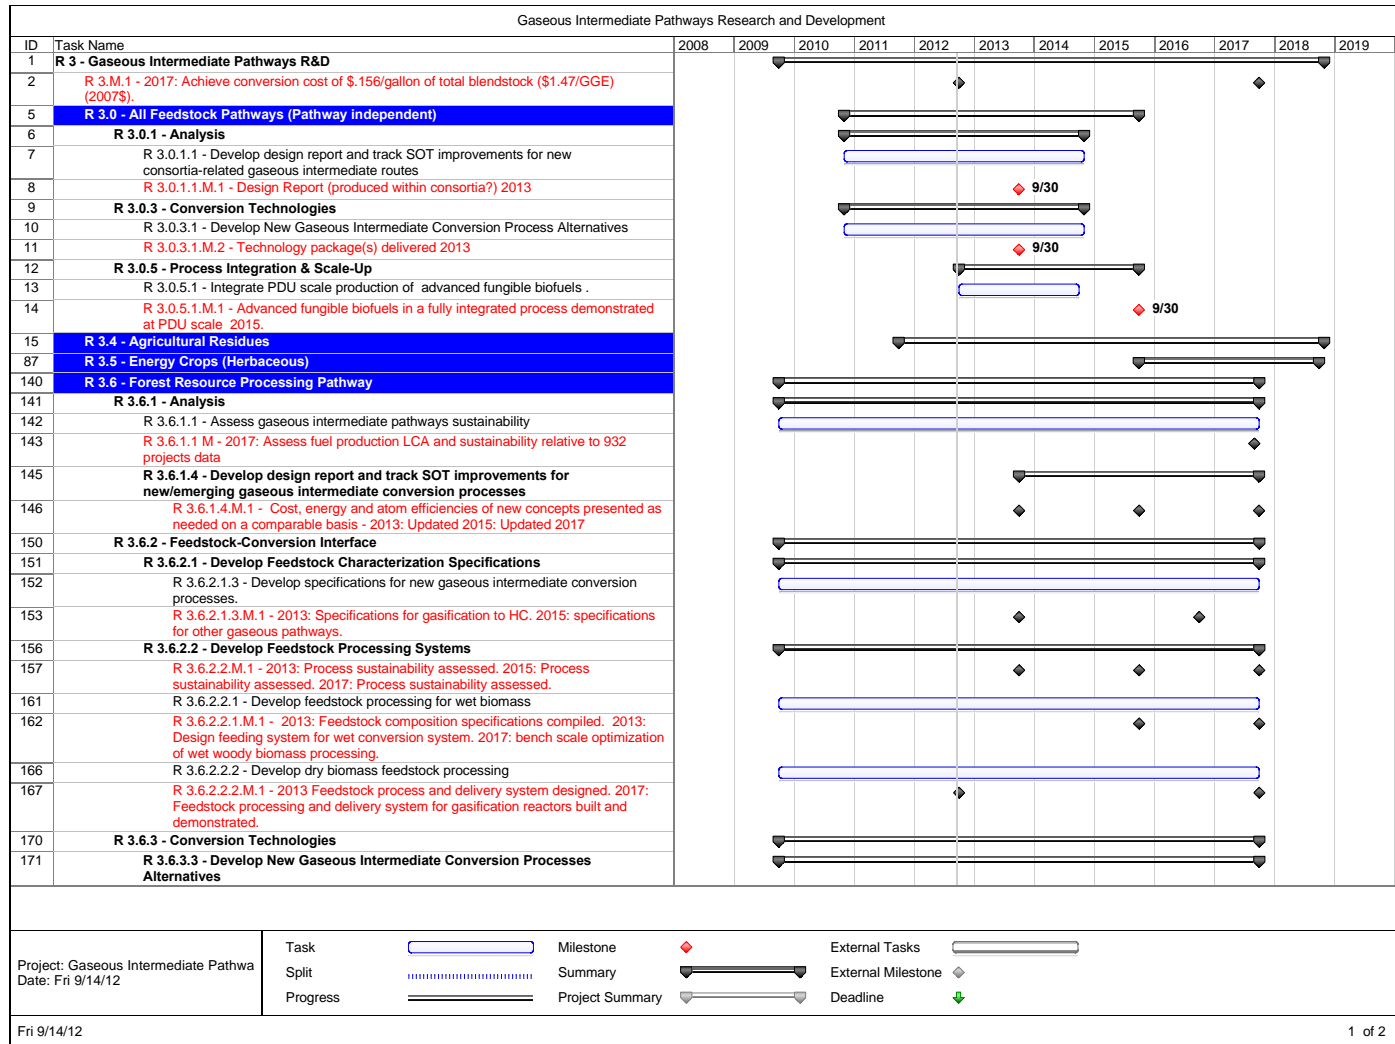 Gaseous Intermediate Pathways Research and Development
ID Task Name 2008 2009 2010 2011 2012 2013 2014 2015 2016 2017 2018 2019
1 R 3 - Gaseous Intermediate Pathways R&D
2 R 3.M.1 - 2017: Achieve conversion cost of $.156/gallon of total blendstock ($1.47/GGE)
(2007$).
5 R 3.0 - All Feedstock Pathways (Pathway independent)
6 R 3.0.1 - Analysis
7 R 3.0.1.1 - Develop design report and track SOT improvements for new
consortia-related gaseous intermediate routes
8 R 3.0.1.1.M.1 - Design Report (produced within consortia?) 2013 9/30
9 R 3.0.3 - Conversion Technologies
10 R 3.0.3.1 - Develop New Gaseous Intermediate Conversion Process Alternatives
11 R 3.0.3.1.M.2 - Technology package(s) delivered 2013 9/30
12 R 3.0.5 - Process Integration & Scale-Up
13 R 3.0.5.1 - Integrate PDU scale production of advanced fungible biofuels .
14 R 3.0.5.1.M.1 - Advanced fungible biofuels in a fully integrated process demonstrated 9/30
at PDU scale 2015.
15 R 3.4 - Agricultural Residues
87 R 3.5 - Energy Crops (Herbaceous)
140 R 3.6 - Forest Resource Processing Pathway
141 R 3.6.1 - Analysis
142 R 3.6.1.1 - Assess gaseous intermediate pathways sustainability
143 R 3.6.1.1 M - 2017: Assess fuel production LCA and sustainability relative to 932
projects data
145 R 3.6.1.4 - Develop design report and track SOT improvements for
new/emerging gaseous intermediate conversion processes
146 R 3.6.1.4.M.1 - Cost, energy and atom efficiencies of new concepts presented as
needed on a comparable basis - 2013: Updated 2015: Updated 2017
150 R 3.6.2 - Feedstock-Conversion Interface
151 R 3.6.2.1 - Develop Feedstock Characterization Specifications
152 R 3.6.2.1.3 - Develop specifications for new gaseous intermediate conversion
processes.
153 R 3.6.2.1.3.M.1 - 2013: Specifications for gasification to HC. 2015: specifications
for other gaseous pathways.
156 R 3.6.2.2 - Develop Feedstock Processing Systems
157 R 3.6.2.2.M.1 - 2013: Process sustainability assessed. 2015: Process
sustainability assessed. 2017: Process sustainability assessed.
161 R 3.6.2.2.1 - Develop feedstock processing for wet biomass
162 R 3.6.2.2.1.M.1 - 2013: Feedstock composition specifications compiled. 2013:
Design feeding system for wet conversion system. 2017: bench scale optimization
of wet woody biomass processing.
166 R 3.6.2.2.2 - Develop dry biomass feedstock processing
167 R 3.6.2.2.2.M.1 - 2013 Feedstock process and delivery system designed. 2017:
Feedstock processing and delivery system for gasification reactors built and
demonstrated.
170 R 3.6.3 - Conversion Technologies
171 R 3.6.3.3 - Develop New Gaseous Intermediate Conversion Processes
Alternatives
Project: Gaseous Intermediate Pathwa
Date: Fri 9/14/12
Task Milestone External Tasks
Split Summary External Milestone
Progress Project Summary Deadline
Fri 9/14/12 1 of 2